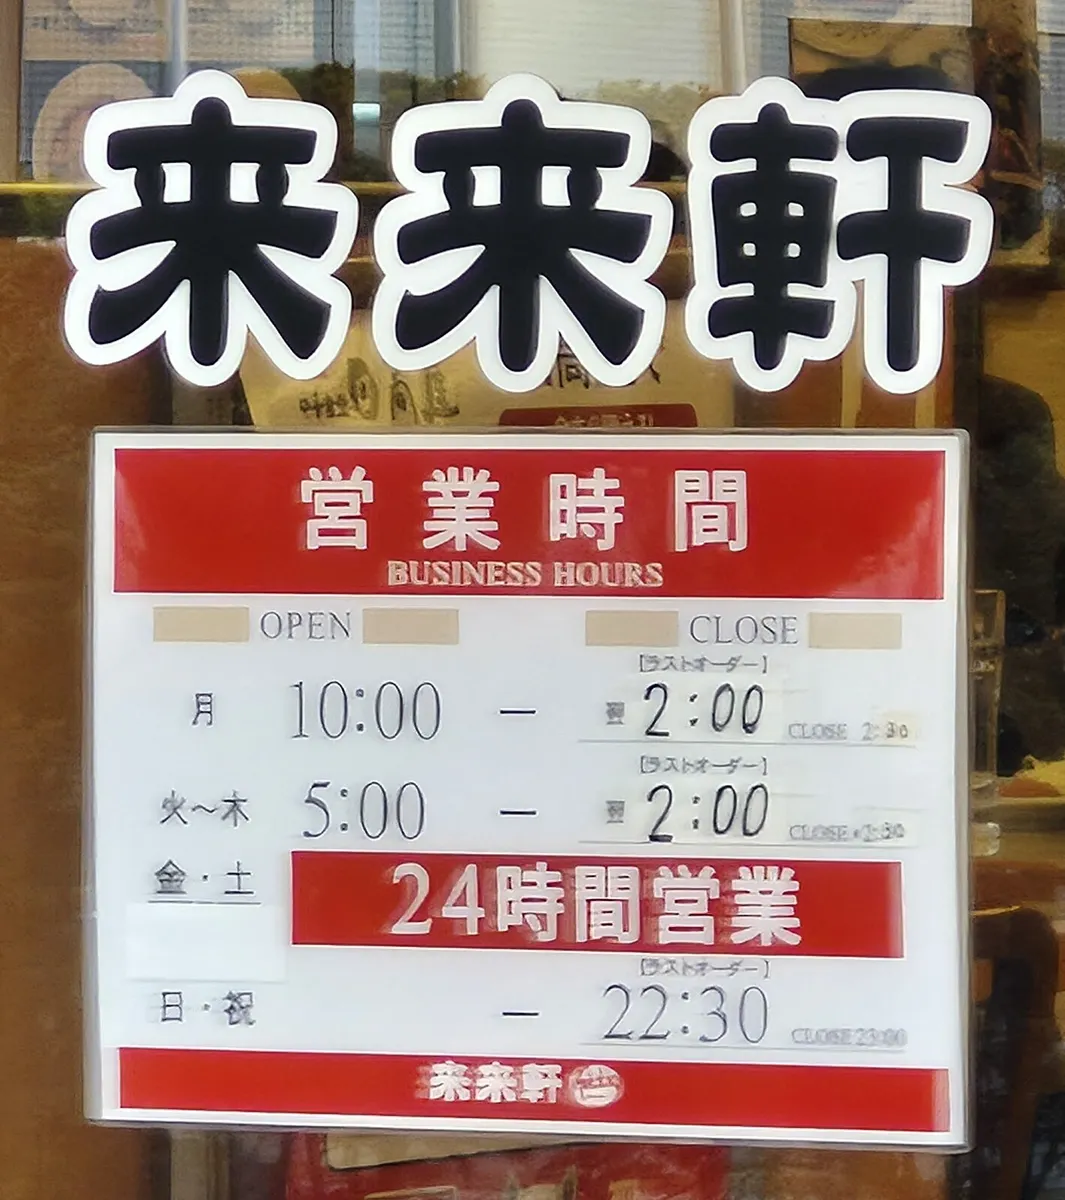 来来軒
営業時間
BUSINESS HOURS
OPEN CLOSE
【ラストオーダー】
月 10:00 - 翌 2:00 CLOSE 2:30
【ラストオーダー】
火～木 5:00 - 翌 2:00 CLOSE 2:30
金・土 24時間営業
【ラストオーダー】
日・祝 - 22:30 CLOSE 23:00
来来軒